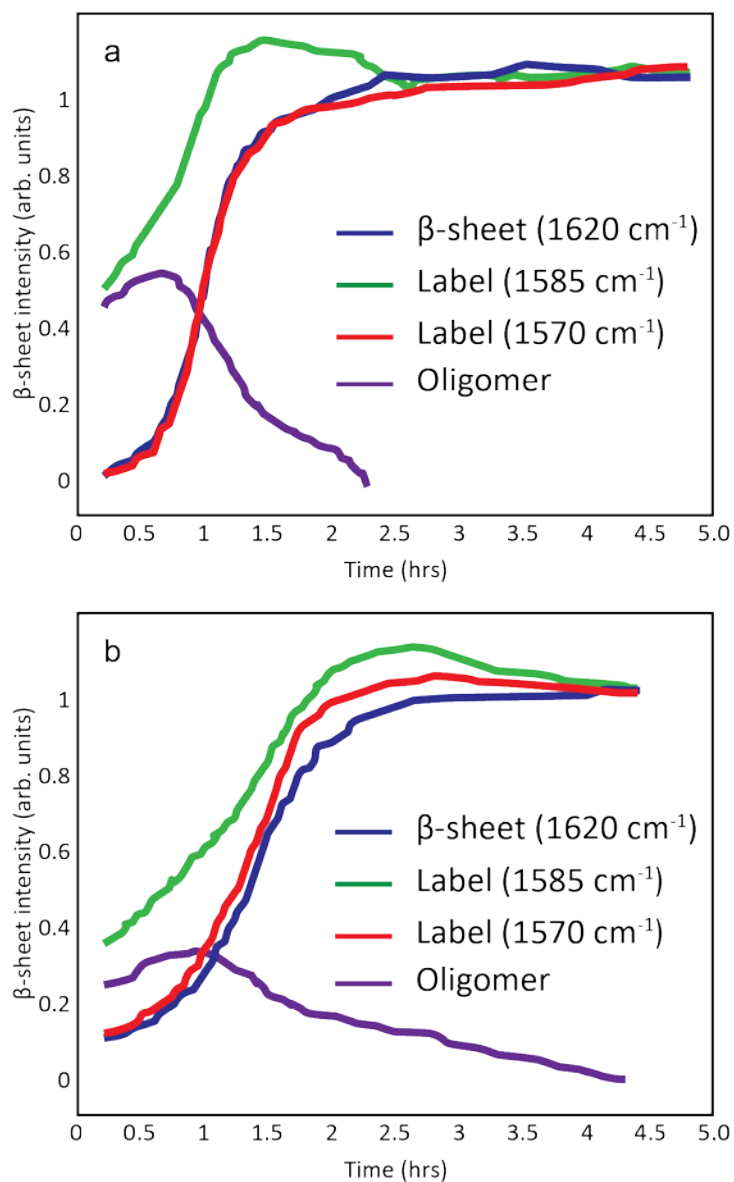 a
β-sheet intensity (arb. units)
1
0.8
0.6
0.4
0.2
0
β-sheet (1620 cm⁻¹)
Label (1585 cm⁻¹)
Label (1570 cm⁻¹)
Oligomer
0 0.5 1 1.5 2 2.5 3 3.5 4 4.5 5.0
Time (hrs)
b
β-sheet intensity (arb. units)
1
0.8
0.6
0.4
0.2
0
β-sheet (1620 cm⁻¹)
Label (1585 cm⁻¹)
Label (1570 cm⁻¹)
Oligomer
0 0.5 1 1.5 2 2.5 3 3.5 4 4.5 5.0
Time (hrs)